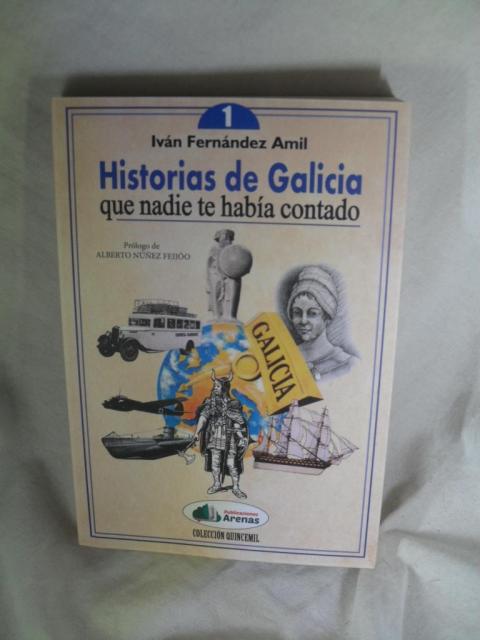 1
Iván Fernández Amil
Historias de Galicia
que nadie te había contado
Prólogo de
ALBERTO NÚÑEZ FEIJÓO
GALICIA
Publicaciones
Arenas
COLECCIÓN QUINCEMIL